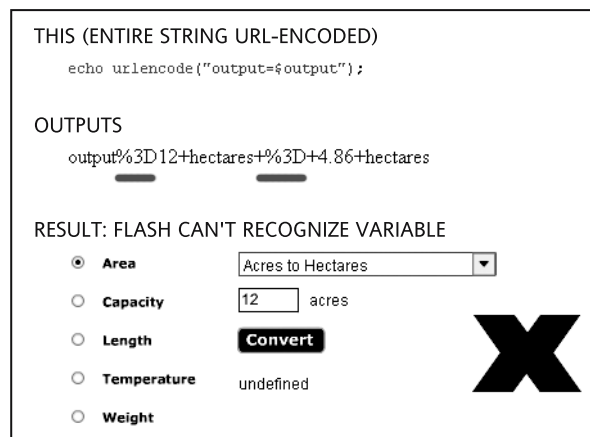 THIS (ENTIRE STRING URL-ENCODED)
echo urlencode("output=$output");
OUTPUTS
output%3D12+hectares+%3D+4.86+hectares
RESULT: FLASH CAN'T RECOGNIZE VARIABLE
Area Acres to Hectares
Capacity 12 acres
Length Convert
Temperature undefined
Weight